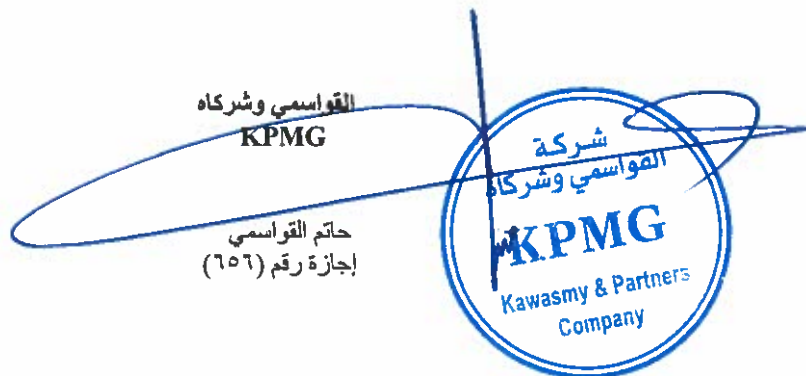 القواسمي وشركاه
KPMG
حاتم القواسمي
إجازة رقم (٦٥٦)
شركة
القواسمي وشركاه
KPMG
Kawasmy & Partners
Company